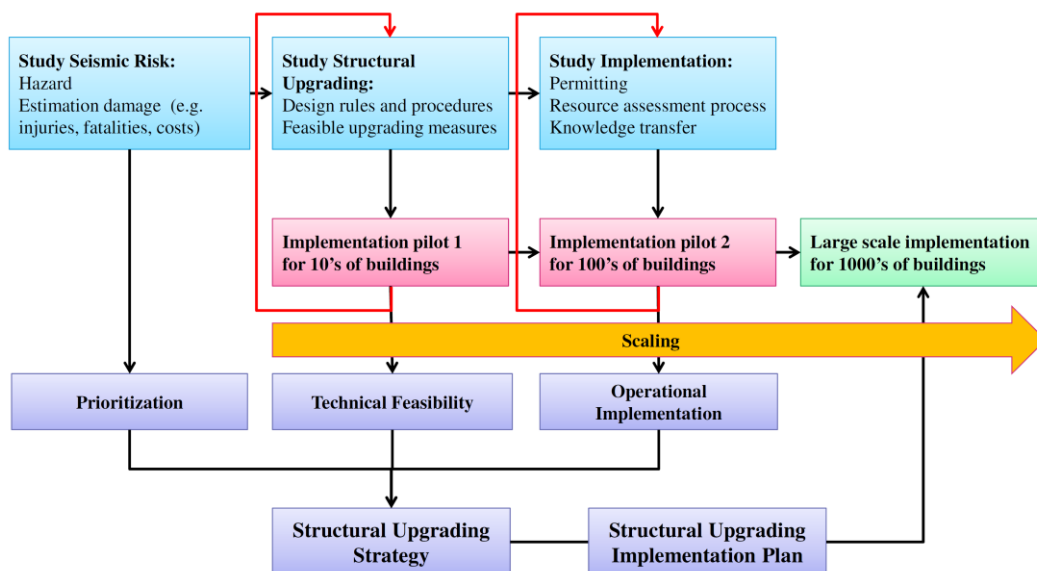 Study Seismic Risk:
Hazard
Estimation damage  (e.g.
injuries, fatalities, costs)
Study Structural
Upgrading:
Design rules and procedures
Feasible upgrading measures
Study Implementation:
Permitting
Resource assessment process
Knowledge transfer
Implementation pilot 1
for 10’s of buildings
Implementation pilot 2
for 100’s of buildings
Large scale implementation
for 1000’s of buildings
Scaling
Prioritization
Technical Feasibility
Operational
Implementation
Structural Upgrading
Strategy
Structural Upgrading
Implementation Plan